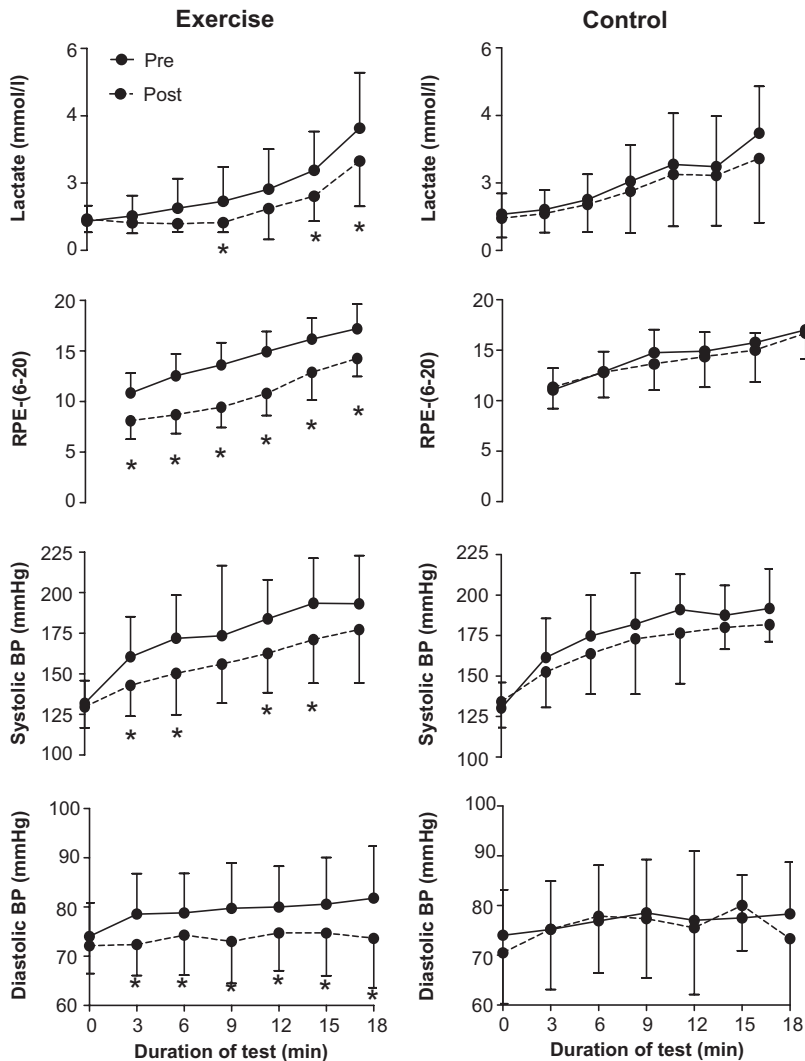 Exercise
Control
Lactate (mmol/l)
6
4
3
0
Pre
Post
* * *
Lactate (mmol/l)
6
4
3
0
RPE-(6-20)
20
15
10
5
0
* * * * * *
RPE-(6-20)
20
15
10
5
0
Systolic BP (mmHg)
225
200
175
150
125
100
* * * *
Systolic BP (mmHg)
225
200
175
150
125
100
Diastolic BP (mmHg)
100
90
80
70
60
* * * * * *
0 3 6 9 12 15 18
Duration of test (min)
Diastolic BP (mmHg)
100
90
80
70
60
0 3 6 9 12 15 18
Duration of test (min)